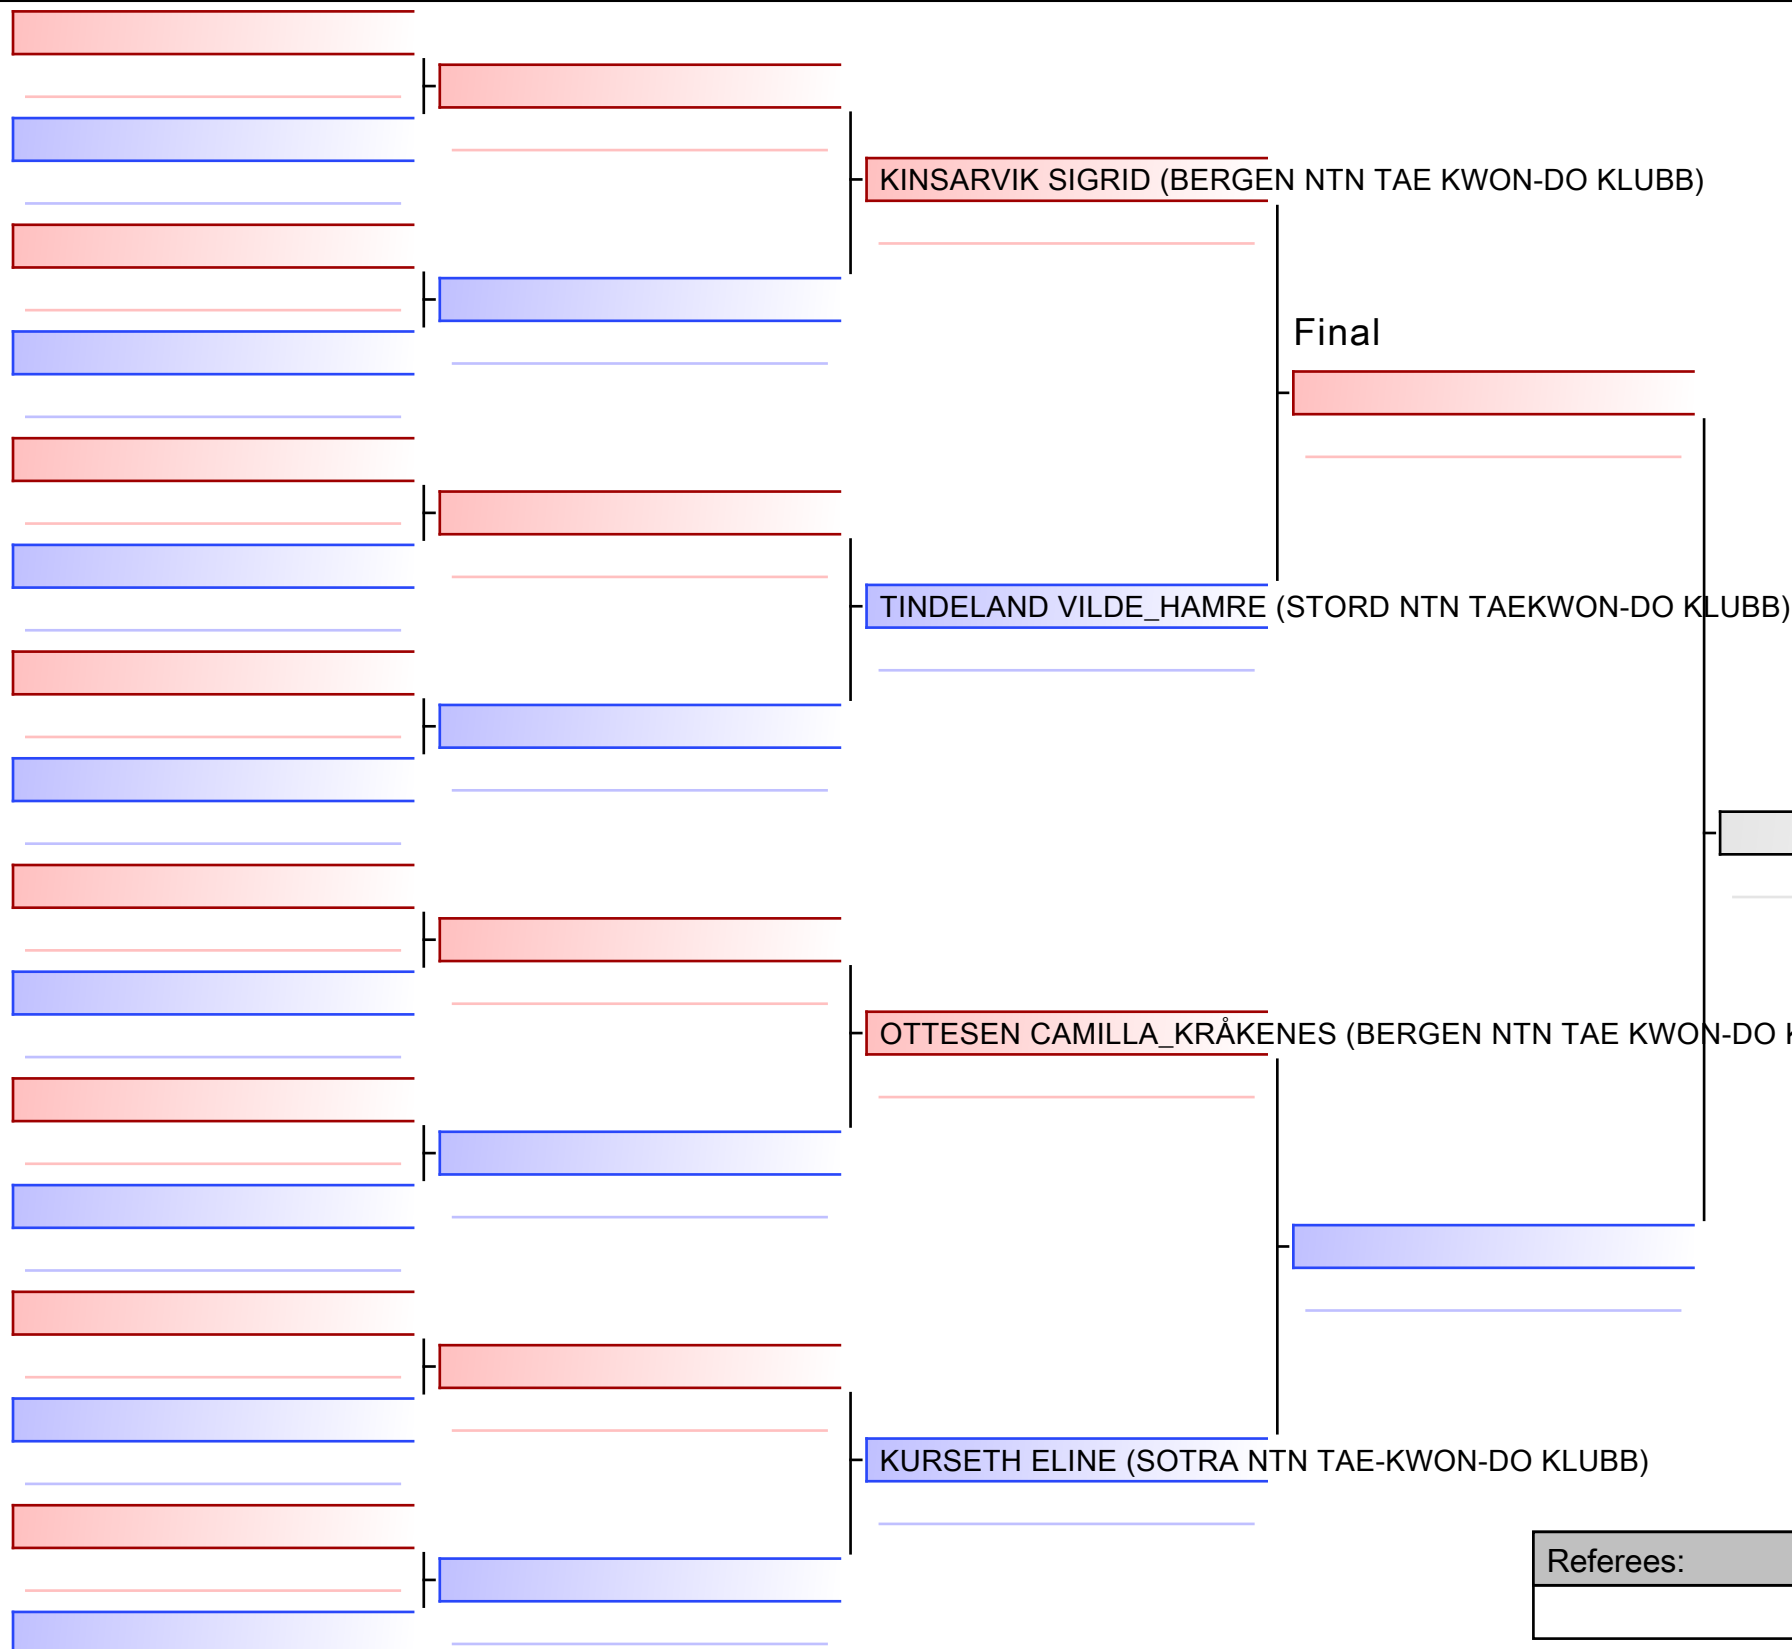 KINSARVIK SIGRID (BERGEN NTN TAE KWON-DO KLUBB)
Final
TINDELAND VILDE_HAMRE (STORD NTN TAEKWON-DO KLUBB)
OTTESEN CAMILLA_KRÅKENES (BERGEN NTN TAE KWON-DO
KURSETH ELINE (SOTRA NTN TAE-KWON-DO KLUBB)
Referees: